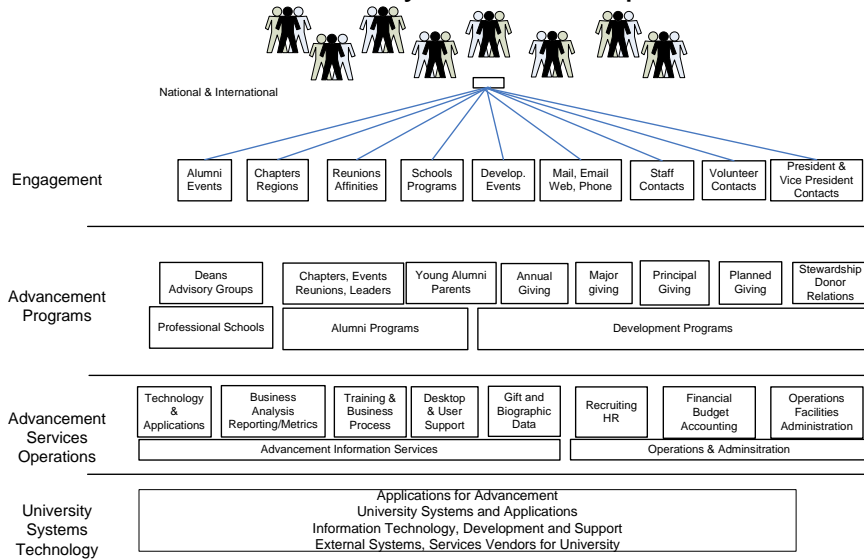 National & International
Engagement
Alumni
Events
Chapters
Regions
Reunions
Affinities
Schools
Programs
Develop.
Events
Mail, Email
Web, Phone
Staff
Contacts
Volunteer
Contacts
President &
Vice President
Contacts
Advancement
Programs
Deans
Advisory Groups
Chapters, Events
Reunions, Leaders
Young Alumni
Parents
Annual
Giving
Major
giving
Principal
Giving
Planned
Giving
Stewardship
Donor
Relations
Professional Schools
Alumni Programs
Development Programs
Advancement
Services
Operations
Technology
&
Applications
Business
Analysis
Reporting/Metrics
Training &
Business
Process
Desktop
& User
Support
Gift and
Biographic
Data
Recruiting
HR
Financial
Budget
Accounting
Operations
Facilities
Administration
Advancement Information Services
Operations & Adminsitration
University
Systems
Technology
Applications for Advancement
University Systems and Applications
Information Technology, Development and Support
External Systems, Services Vendors for University